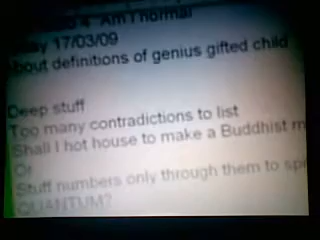 Am I normal
17/03/09
about definitions of genius gifted child
Deep stuff
Too many contradictions to list
Shall I hot house to make a Buddhist
Or
Stuff numbers only through them to
QUANTUM?